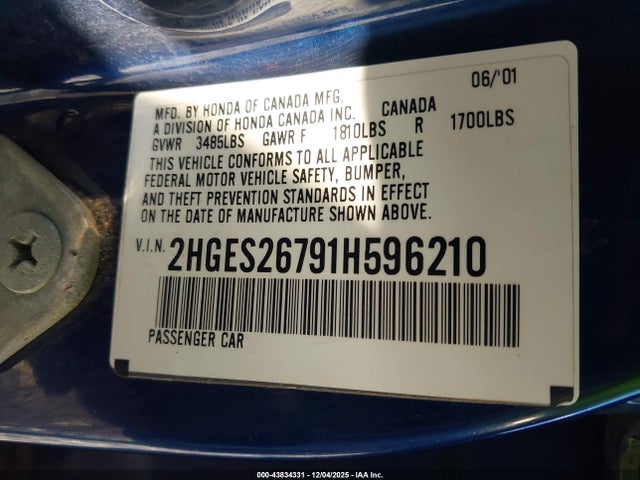 06/'01
MFD. BY HONDA OF CANADA MFG.
A DIVISION OF HONDA CANADA INC. CANADA
GVWR 3485LBS GAWR F 1810LBS R 1700LBS
THIS VEHICLE CONFORMS TO ALL APPLICABLE
FEDERAL MOTOR VEHICLE SAFETY, BUMPER,
AND THEFT PREVENTION STANDARDS IN EFFECT
ON THE DATE OF MANUFACTURE SHOWN ABOVE.
V.I.N. 2HGES26791H596210
PASSENGER CAR
000-43834331 - 12/04/2025 - IAA Inc.